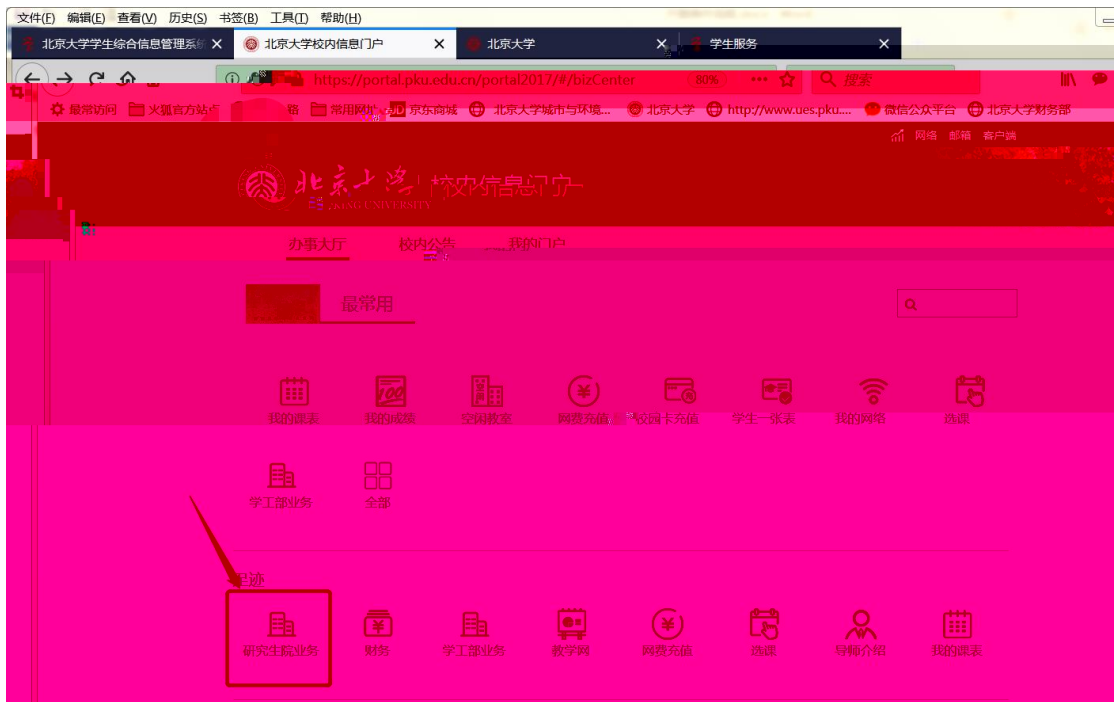 文件(F) 编辑(E) 查看(V) 历史(S) 书签(B) 工具(T) 帮助(H)
北京大学学生综合信息管理系统 北京大学校内信息门户 北京大学 学生服务
https://portal.pku.edu.cn/portal2017/#/bizCenter 80% 搜索
最常访问 火狐官方站点 常用网址 京东商城 北京大学城市与环境... 北京大学 http://www.ues.pku.... 微信公众平台 北京大学财务部
网络 邮箱 客户端
北京大学 校内信息门户
PEKING UNIVERSITY
办事大厅 校内公告 我的门户
最常用
我的课表 我的成绩 空闲教室 网费充值 校园卡充值 学生一张表 我的网络 选课
学工部业务 全部
足迹
研究生院业务 财务 学工部业务 教学网 网费充值 选课 导师介绍 我的课表